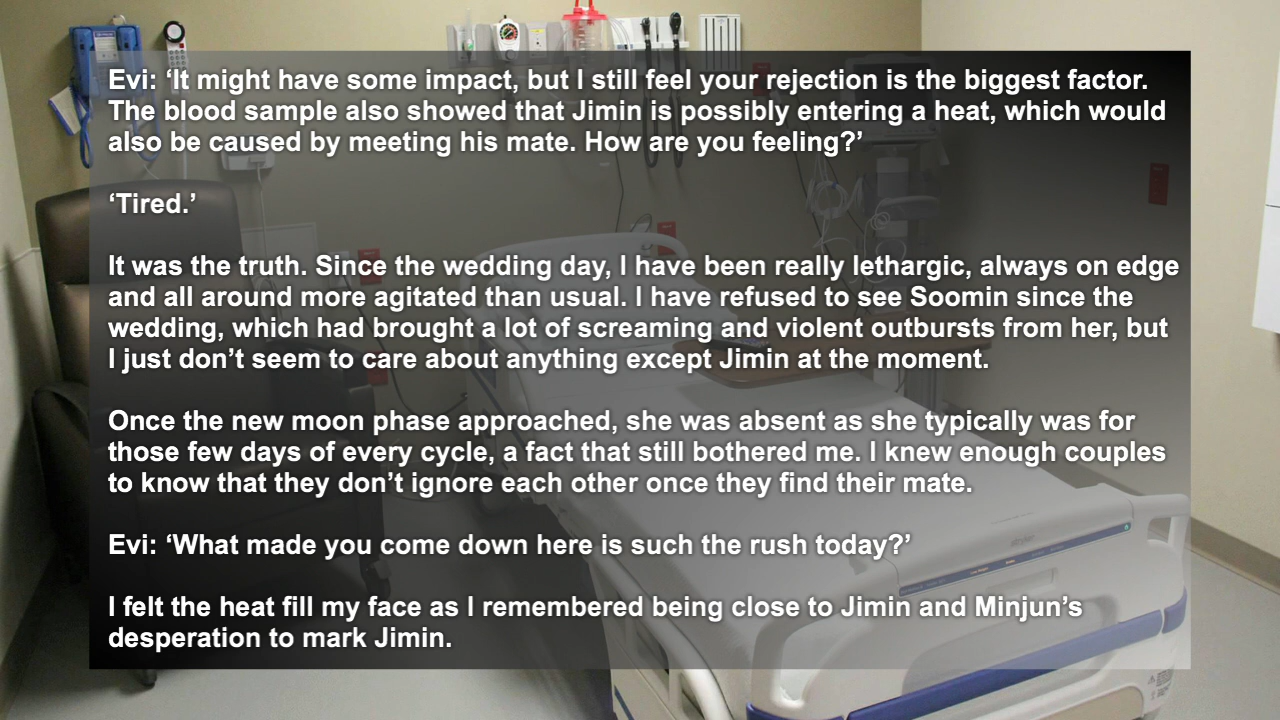 Evi: ‘It might have some impact, but I still feel your rejection is the biggest factor.
The blood sample also showed that Jimin is possibly entering a heat, which would
also be caused by meeting his mate. How are you feeling?’
‘Tired.’
It was the truth. Since the wedding day, I have been really lethargic, always on edge
and all around more agitated than usual. I have refused to see Soomin since the
wedding, which had brought a lot of screaming and violent outbursts from her, but
I just don’t seem to care about anything except Jimin at the moment.
Once the new moon phase approached, she was absent as she typically was for
those few days of every cycle, a fact that still bothered me. I knew enough couples
to know that they don’t ignore each other once they find their mate.
Evi: ‘What made you come down here is such the rush today?’
I felt the heat fill my face as I remembered being close to Jimin and Minjun’s
desperation to mark Jimin.